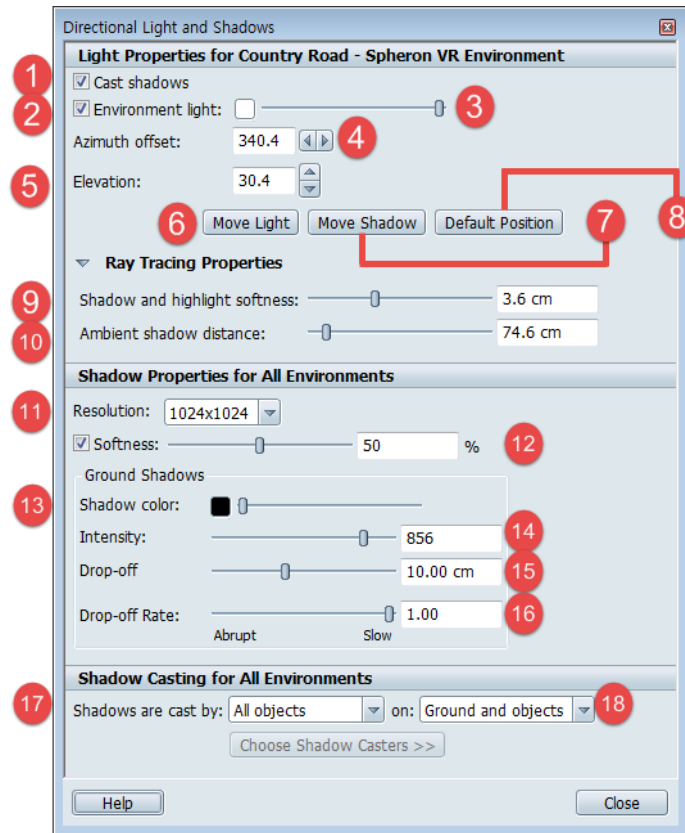 Directional Light and Shadows
Light Properties for Country Road - Spheron VR Environment
1 Cast shadows
2 Environment light: 3
Azimuth offset: 340.4 4
5 Elevation: 30.4
6 Move Light Move Shadow Default Position 7 8
Ray Tracing Properties
9 Shadow and highlight softness: 3.6 cm
10 Ambient shadow distance: 74.6 cm
Shadow Properties for All Environments
11 Resolution: 1024x1024
Softness: 50 % 12
Ground Shadows
13 Shadow color:
Intensity: 856 14
Drop-off 10.00 cm 15
Drop-off Rate: 1.00 16
Abrupt Slow
Shadow Casting for All Environments
17 Shadows are cast by: All objects on: Ground and objects 18
Choose Shadow Casters >>
Help Close